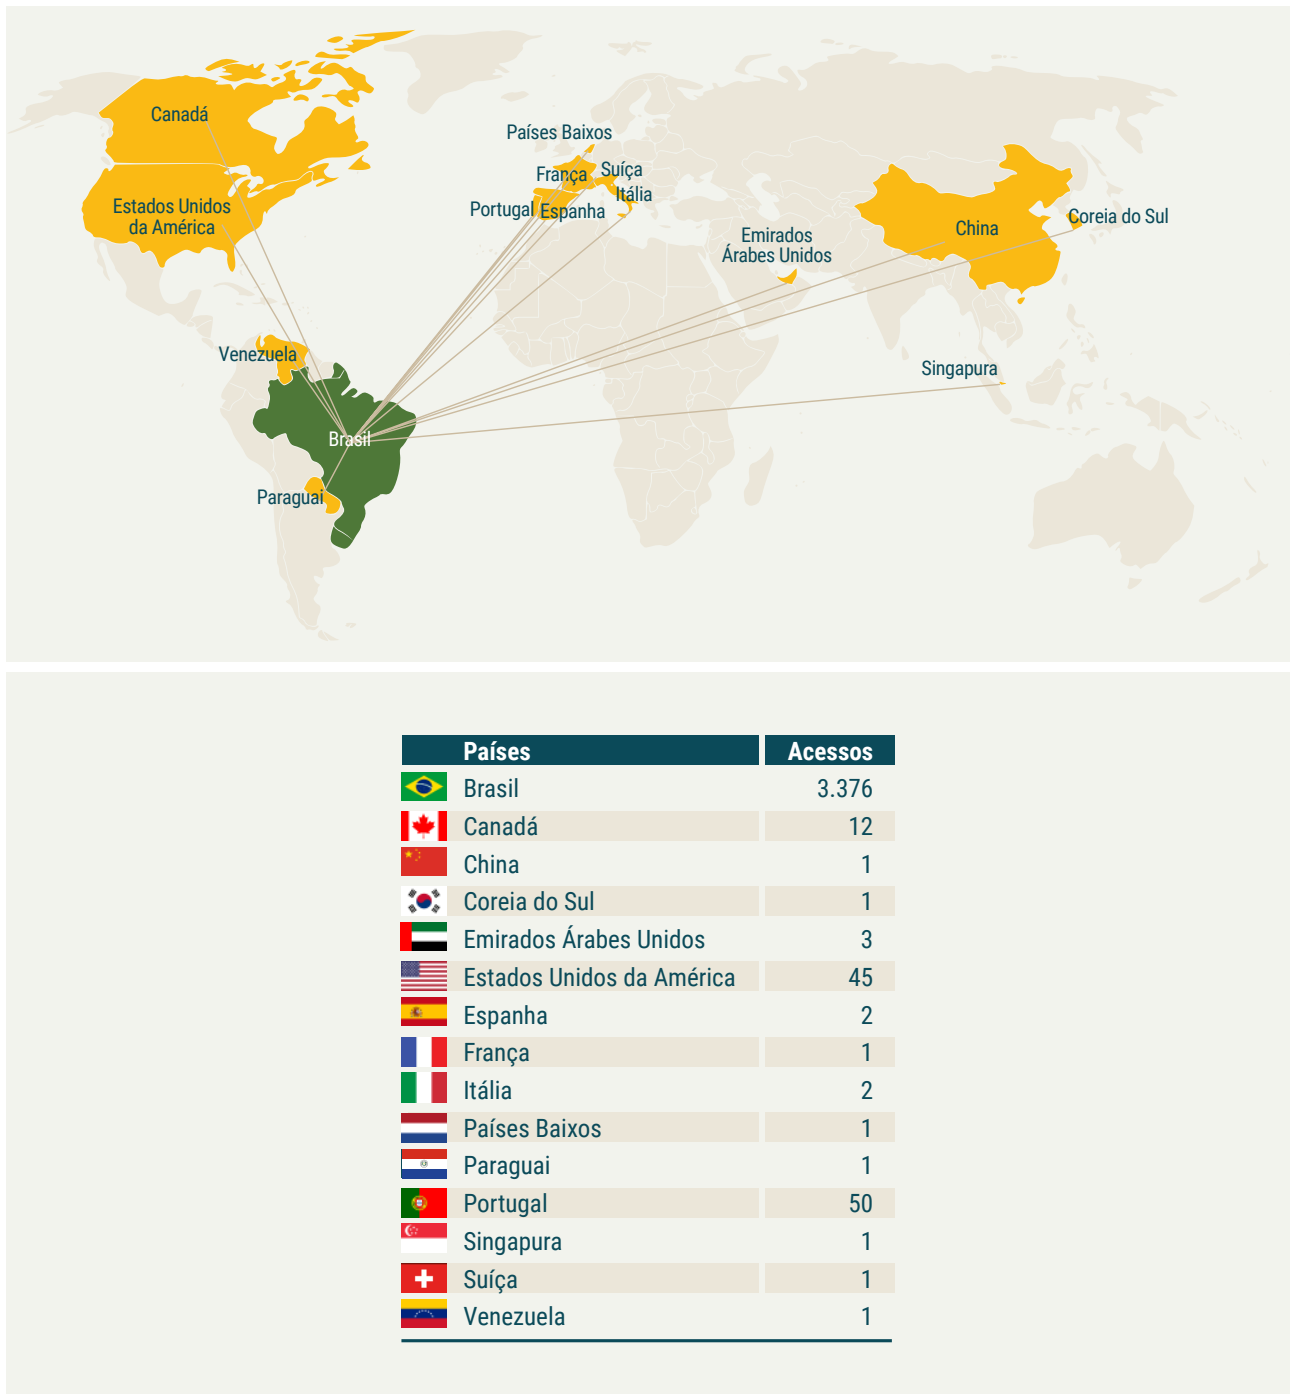 Canadá
Países Baixos
França
Suíça
Itália
Estados Unidos
da América
Portugal
Espanha
Emirados
Árabes Unidos
China
Coreia do Sul
Venezuela
Singapura
Brasil
Paraguai
Países Acessos
Brasil 3.376
Canadá 12
China 1
Coreia do Sul 1
Emirados Árabes Unidos 3
Estados Unidos da América 45
Espanha 2
França 1
Itália 2
Países Baixos 1
Paraguai 1
Portugal 50
Singapura 1
Suíça 1
Venezuela 1